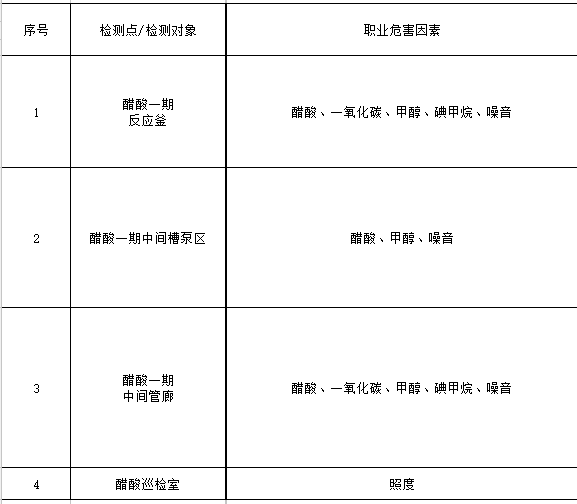 序号 检测点/检测对象 职业危害因素
1 醋酸一期
反应釜 醋酸、一氧化碳、甲醇、碘甲烷、噪音
2 醋酸一期中间槽泵区 醋酸、甲醇、噪音
3 醋酸一期
中间管廊 醋酸、一氧化碳、甲醇、碘甲烷、噪音
4 醋酸巡检室 照度